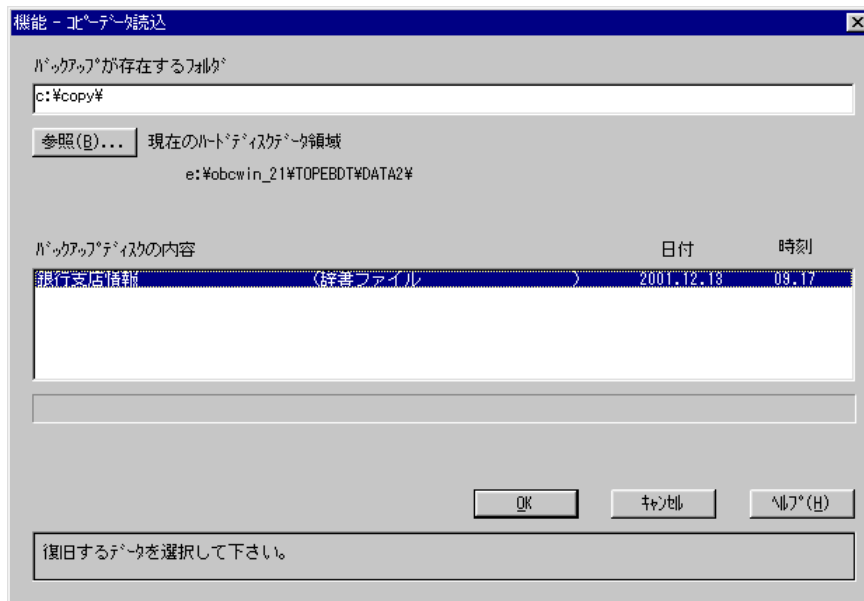 機能 - ｺﾋﾟｰﾃﾞｰﾀ読込
ﾊﾞｯｸｱｯﾌﾟが存在するﾌｫﾙﾀﾞ
c:¥copy¥
参照(B)... 現在のﾊｰﾄﾞﾃﾞｨｽｸﾃﾞｰﾀ領域
e:¥obcwin_21¥TOPEBDT¥DATA2¥
ﾊﾞｯｸｱｯﾌﾟﾃﾞｨｽｸの内容 日付 時刻
銀行支店情報 （辞書ファイル ） 2001.12.13 09.17
OK ｷｬﾝｾﾙ ﾍﾙﾌﾟ(H)
復旧するﾃﾞｰﾀを選択して下さい。